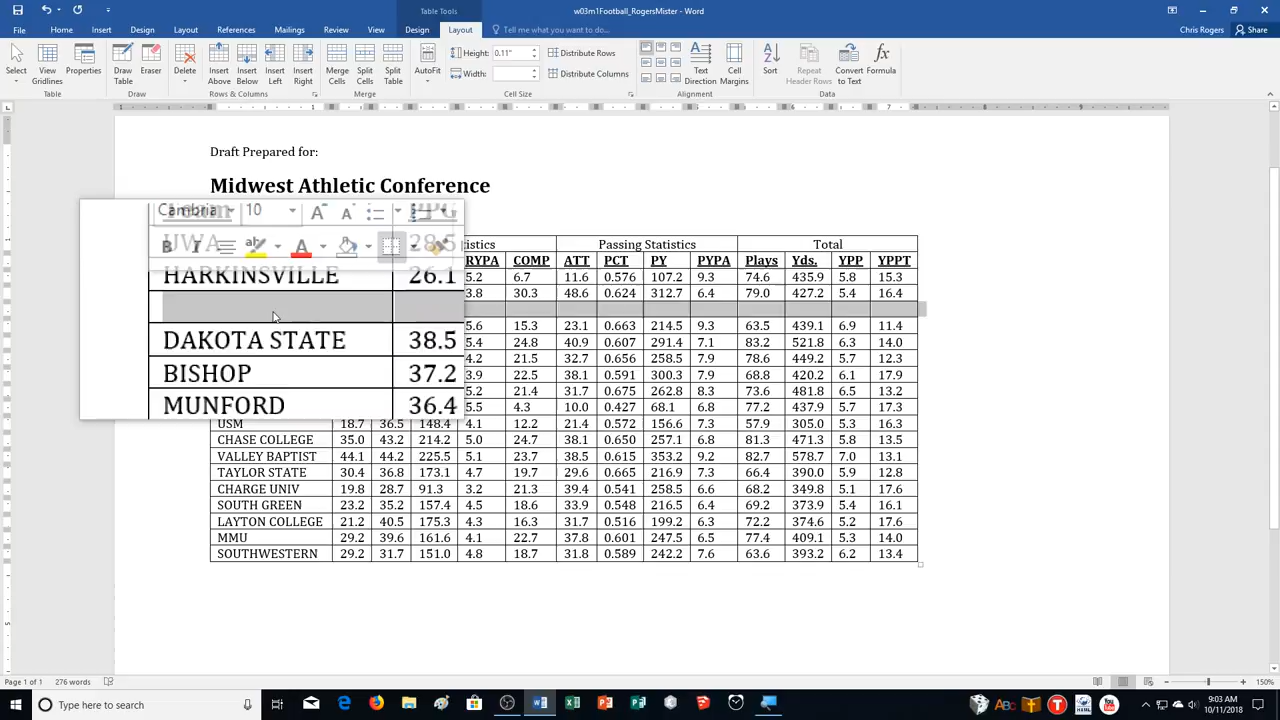 Table Tools
w03m1Football_RogersMister - Word
File Home Insert Design Layout References Mailings Review View Design Layout Tell me what you want to do... Chris Rogers Share
Select View Gridlines Properties Draw Table Eraser Delete Insert Above Insert Below Insert Left Insert Right Merge Cells Split Cells Split Table AutoFit Height: 0.11" Width: Distribute Rows Distribute Columns Text Direction Cell Margins Sort Repeat Header Rows Convert to Text Formula
Table Draw Rows & Columns Merge Cell Size Alignment Data
Draft Prepared for:
Midwest Athletic Conference
Cambria 10
UWA 28.5
HARKINSVILLE 26.1
DAKOTA STATE 38.5
BISHOP 37.2
MUNFORD 36.4
Passing Statistics Total
RYPA COMP ATT PCT PY PYPA Plays Yds. YPP YPPT
5.2 6.7 11.6 0.576 107.2 9.3 74.6 435.9 5.8 15.3
3.8 30.3 48.6 0.624 312.7 6.4 79.0 427.2 5.4 16.4
5.6 15.3 23.1 0.663 214.5 9.3 63.5 439.1 6.9 11.4
5.4 24.8 40.9 0.607 291.4 7.1 83.2 521.8 6.3 14.0
4.2 21.5 32.7 0.656 258.5 7.9 78.6 449.2 5.7 12.3
3.9 22.5 38.1 0.591 300.3 7.9 68.8 420.2 6.1 17.9
5.2 21.4 31.7 0.675 262.8 8.3 73.6 481.8 6.5 13.2
5.5 4.3 10.0 0.427 68.1 6.8 77.2 437.9 5.7 17.3
USM 18.7 36.5 148.4 4.1 12.2 21.4 0.572 156.6 7.3 57.9 305.0 5.3 16.3
CHASE COLLEGE 35.0 43.2 214.2 5.0 24.7 38.1 0.650 257.1 6.8 81.3 471.3 5.8 13.5
VALLEY BAPTIST 44.1 44.2 225.5 5.1 23.7 38.5 0.615 353.2 9.2 82.7 578.7 7.0 13.1
TAYLOR STATE 30.4 36.8 173.1 4.7 19.7 29.6 0.665 216.9 7.3 66.4 390.0 5.9 12.8
CHARGE UNIV 19.8 28.7 91.3 3.2 21.3 39.4 0.541 258.5 6.6 68.2 349.8 5.1 17.6
SOUTH GREEN 23.2 35.2 157.4 4.5 18.6 33.9 0.548 216.5 6.4 69.2 373.9 5.4 16.1
LAYTON COLLEGE 21.2 40.5 175.3 4.3 16.3 31.7 0.516 199.2 6.3 72.2 374.6 5.2 17.6
MMU 29.2 39.6 161.6 4.1 22.7 37.8 0.601 247.5 6.5 77.4 409.1 5.3 14.0
SOUTHWESTERN 29.2 31.7 151.0 4.8 18.7 31.8 0.589 242.2 7.6 63.6 393.2 6.2 13.4
Page 1 of 1 276 words 150%
Type here to search
9:03 AM
10/11/2018